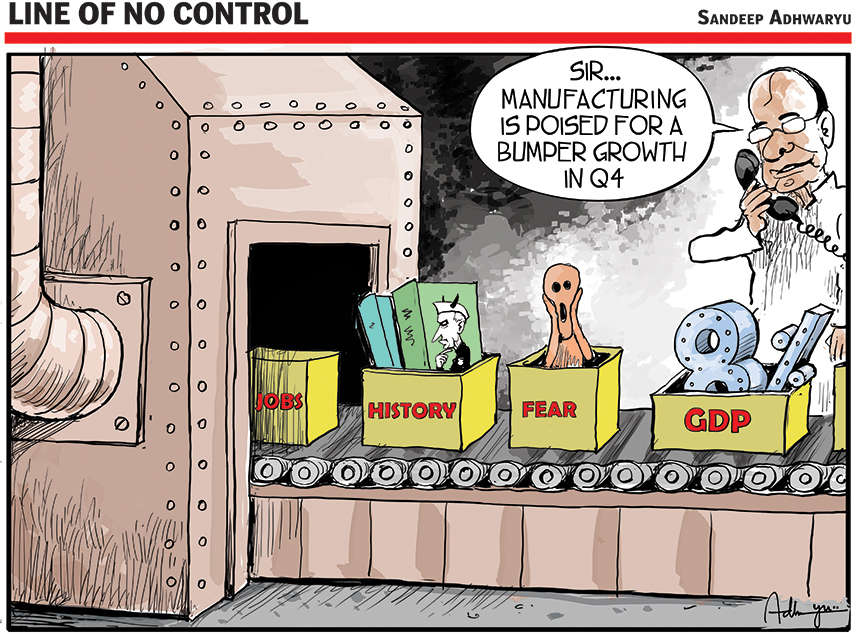 LINE OF NO CONTROL
SANDEEP ADHWARYU
SIR...
MANUFACTURING
IS POISED FOR A
BUMPER GROWTH
IN Q4
JOBS
HISTORY
FEAR
8%
GDP